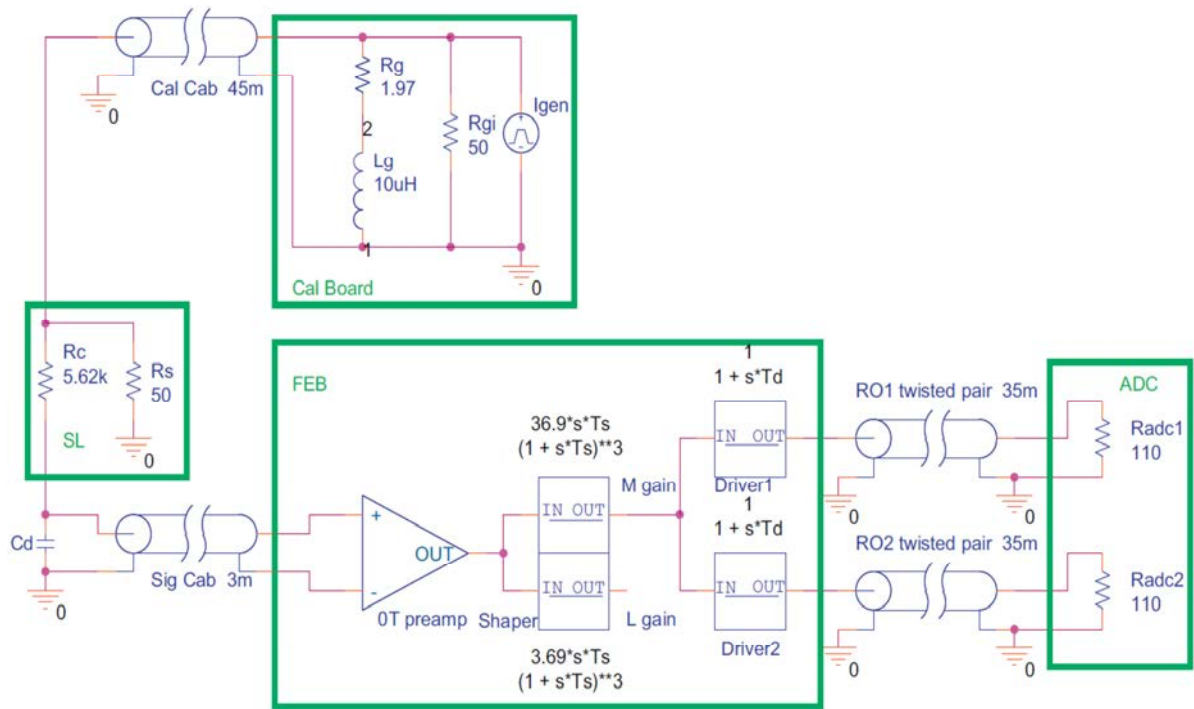 Cal Cab 45m
0
Rg
1.97
2
Lg
10uH
1
Rgi
50
Igen
0
Cal Board
Rc
5.62k
Rs
50
SL
0
FEB
1
1 + s*Td
36.9*s*Ts
(1 + s*Ts)**3
IN OUT
Driver1
M gain
1
1 + s*Td
RO1 twisted pair 35m
ADC
Radc1
110
0
0
Cd
0
Sig Cab 3m
+
-
OUT
0T preamp
Shaper
IN OUT
IN OUT
L gain
3.69*s*Ts
(1 + s*Ts)**3
IN OUT
Driver2
RO2 twisted pair 35m
Radc2
110
0
0